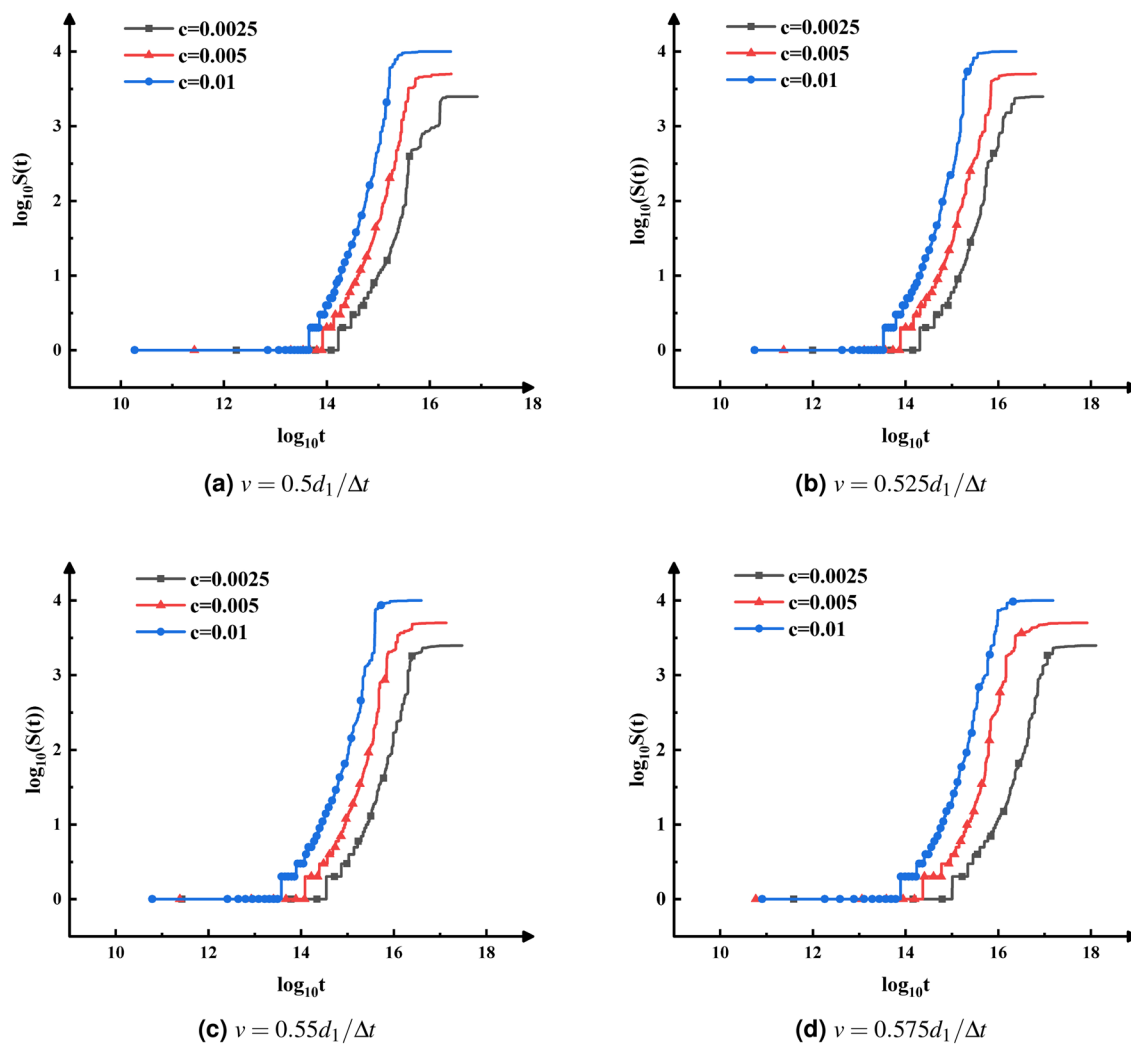 c=0.0025
c=0.005
c=0.01
log₁₀S(t)
4
3
2
1
0
10 12 14 16 18
log₁₀t
(a) v = 0.5d₁/Δt
c=0.0025
c=0.005
c=0.01
log₁₀(S(t))
4
3
2
1
0
10 12 14 16 18
log₁₀t
(b) v = 0.525d₁/Δt
c=0.0025
c=0.005
c=0.01
log₁₀(S(t))
4
3
2
1
0
10 12 14 16 18
log₁₀t
(c) v = 0.55d₁/Δt
c=0.0025
c=0.005
c=0.01
log₁₀S(t)
4
3
2
1
0
10 12 14 16 18
log₁₀t
(d) v = 0.575d₁/Δt